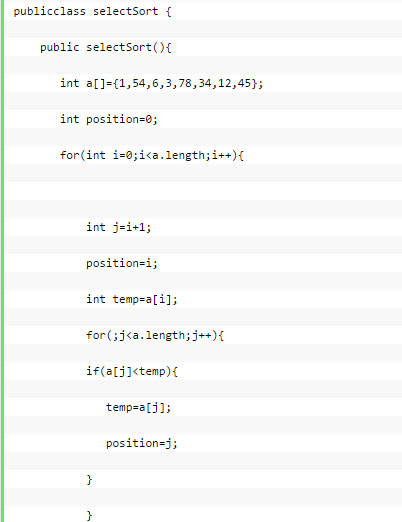 publicclass selectSort {
public selectSort(){
int a[]={1,54,6,3,78,34,12,45};
int position=0;
for(int i=0;i<a.length;i++){
int j=i+1;
position=i;
int temp=a[i];
for(;j<a.length;j++){
if(a[j]<temp){
temp=a[j];
position=j;
}
}